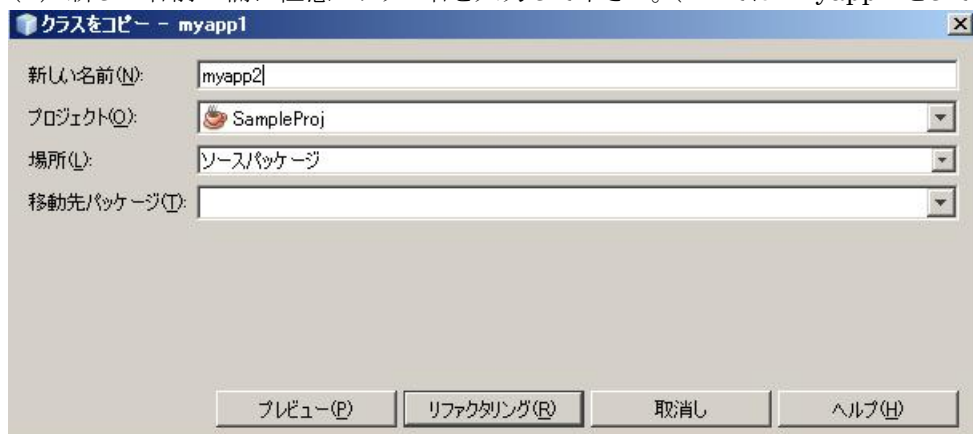 クラスをコピー - myapp1
新しい名前(N): myapp2
プロジェクト(O): SampleProj
場所(L): ソースパッケージ
移動先パッケージ(T):
プレビュー(P) リファクタリング(R) 取消し ヘルプ(H)